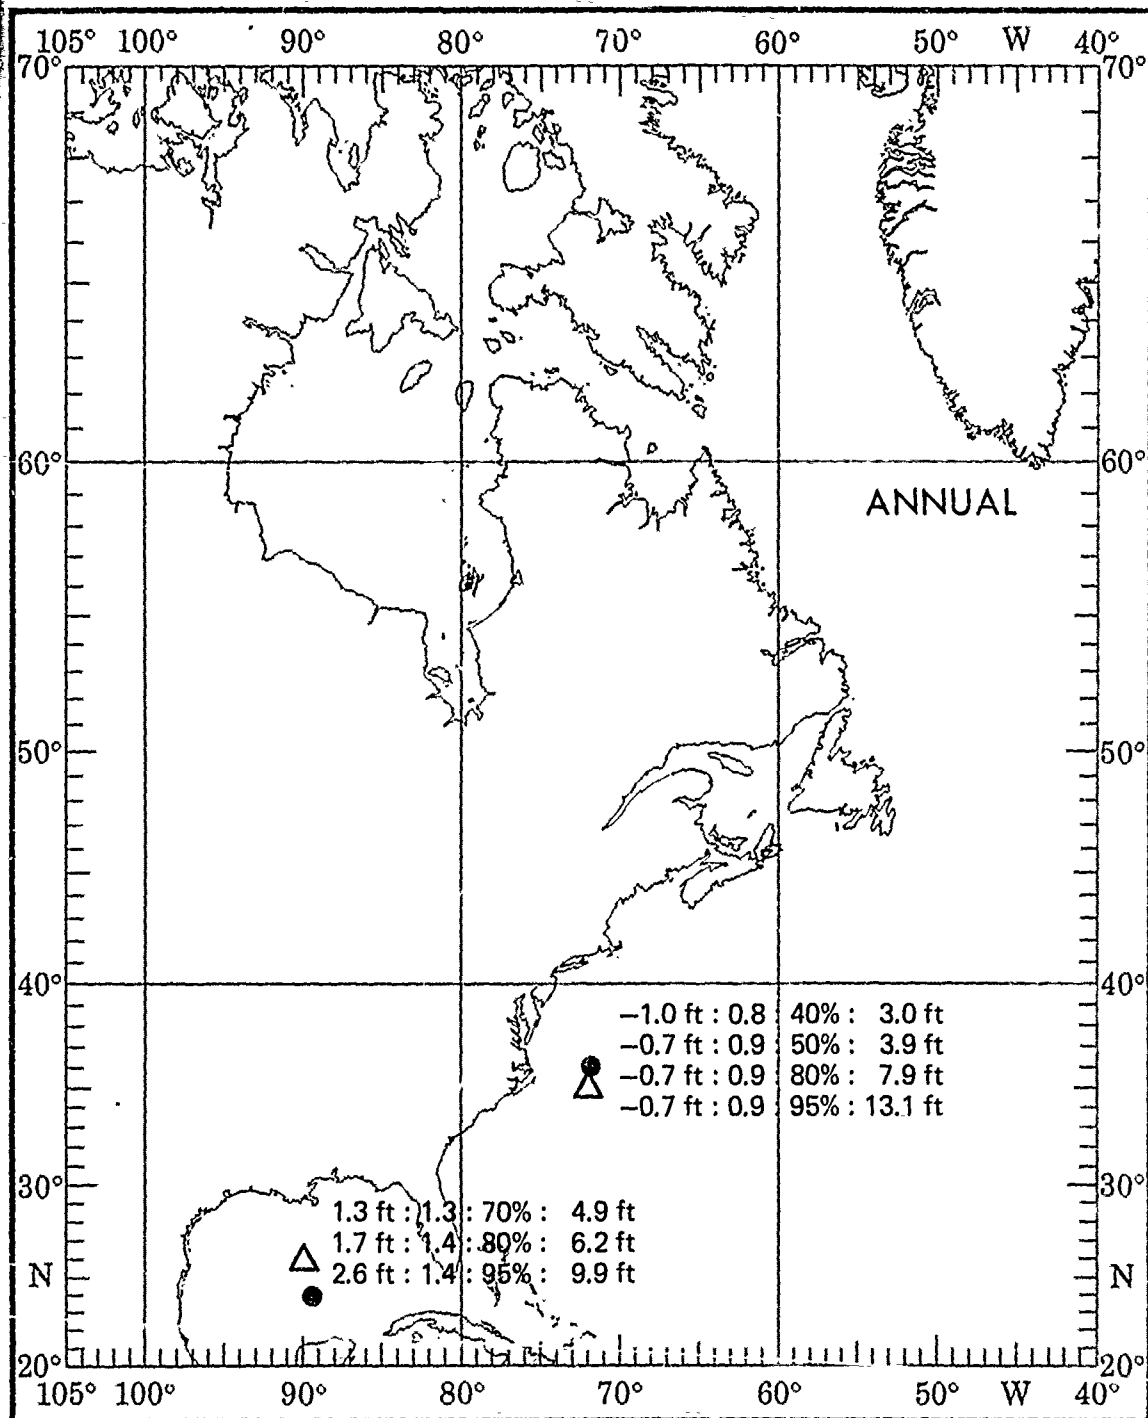 105° 100° 90° 80° 70° 60° 50° W 40°
70° 70°
60° 60°
ANNUAL
50° 50°
40° 40°
−1.0 ft : 0.8 : 40% : 3.0 ft
−0.7 ft : 0.9 : 50% : 3.9 ft
−0.7 ft : 0.9 : 80% : 7.9 ft
−0.7 ft : 0.9 : 95% : 13.1 ft
30° 30°
1.3 ft : 1.3 : 70% : 4.9 ft
1.7 ft : 1.4 : 80% : 6.2 ft
N 2.6 ft : 1.4 : 95% : 9.9 ft N
20° 20°
105° 100° 90° 80° 70° 60° 50° W 40°